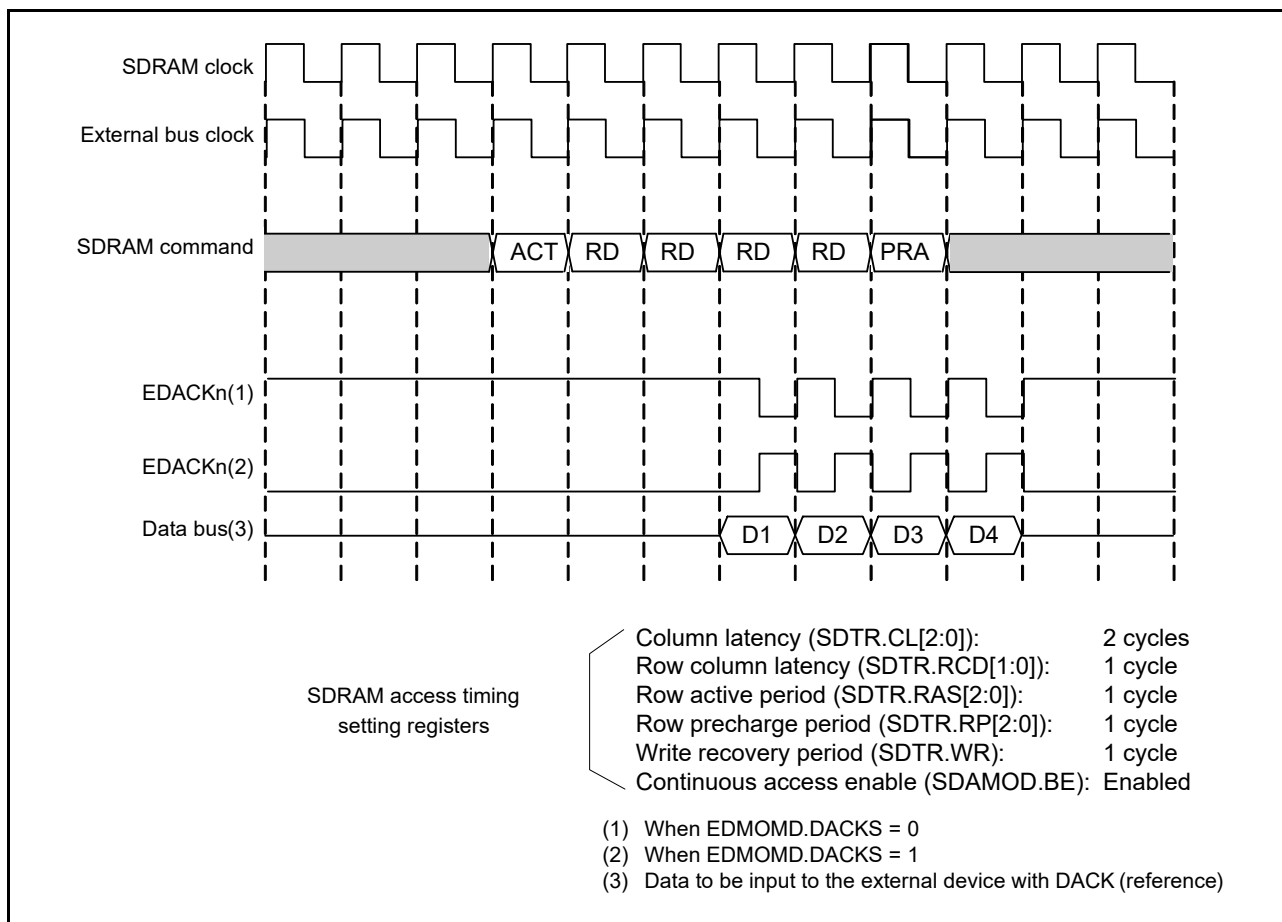 SDRAM clock
External bus clock
SDRAM command
ACT RD RD RD RD PRA
EDACKn(1)
EDACKn(2)
Data bus(3)
D1 D2 D3 D4
SDRAM access timing
setting registers
Column latency (SDTR.CL[2:0]): 2 cycles
Row column latency (SDTR.RCD[1:0]): 1 cycle
Row active period (SDTR.RAS[2:0]): 1 cycle
Row precharge period (SDTR.RP[2:0]): 1 cycle
Write recovery period (SDTR.WR): 1 cycle
Continuous access enable (SDAMOD.BE): Enabled
(1) When EDMOMD.DACKS = 0
(2) When EDMOMD.DACKS = 1
(3) Data to be input to the external device with DACK (reference)